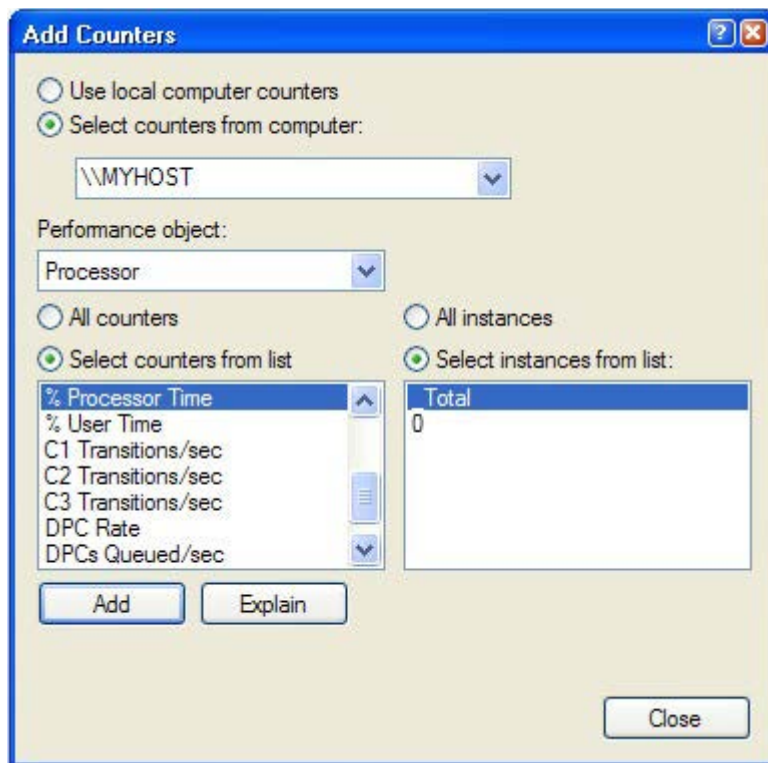 Add Counters
Use local computer counters
Select counters from computer:
\\MYHOST
Performance object:
Processor
All counters
Select counters from list
% Processor Time
% User Time
C1 Transitions/sec
C2 Transitions/sec
C3 Transitions/sec
DPC Rate
DPCs Queued/sec
All instances
Select instances from list:
_Total
0
Add
Explain
Close